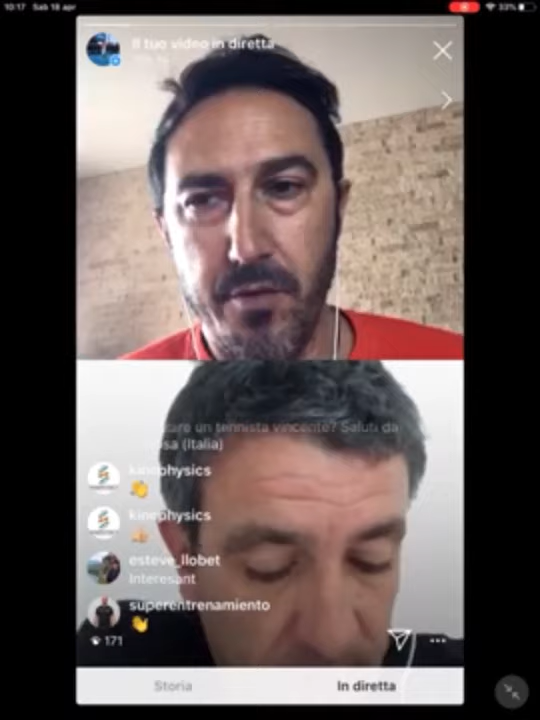 10:17 Sab 18 apr
33%
Il tuo video in diretta
are un tennista vincente? Saluti da
sa (Italia)
kinephysics
kinephysics
esteve_llobet
Interesant
superentrenamiento
171
Storia
In diretta